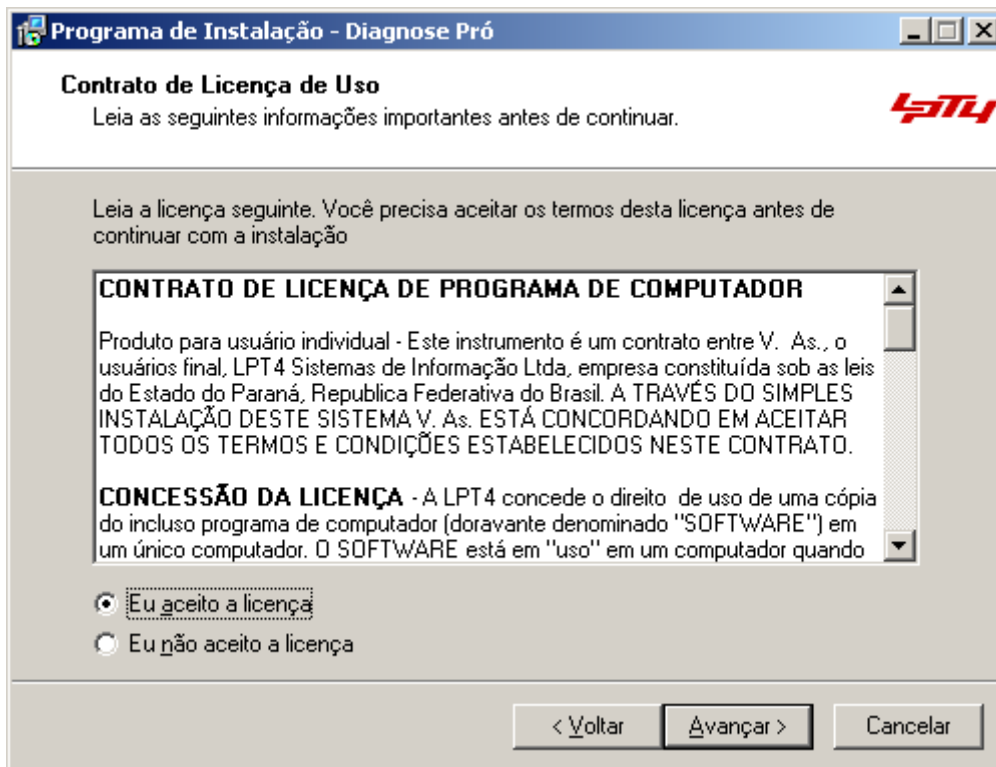 Programa de Instalação - Diagnose Pró
Contrato de Licença de Uso
Leia as seguintes informações importantes antes de continuar.
LPT4
Leia a licença seguinte. Você precisa aceitar os termos desta licença antes de
continuar com a instalação
CONTRATO DE LICENÇA DE PROGRAMA DE COMPUTADOR
Produto para usuário individual - Este instrumento é um contrato entre V.  As., o
usuários final, LPT4 Sistemas de Informação Ltda, empresa constituída sob as leis
do Estado do Paraná, Republica Federativa do Brasil. A TRAVÉS DO SIMPLES
INSTALAÇÃO DESTE SISTEMA V. As. ESTÁ CONCORDANDO EM ACEITAR
TODOS OS TERMOS E CONDIÇÕES ESTABELECIDOS NESTE CONTRATO.
CONCESSÃO DA LICENÇA - A LPT4 concede o direito  de uso de uma cópia
do incluso programa de computador (doravante denominado "SOFTWARE") em
um único computador. O SOFTWARE está em "uso" em um computador quando
Eu aceito a licença
Eu não aceito a licença
< Voltar
Avançar >
Cancelar